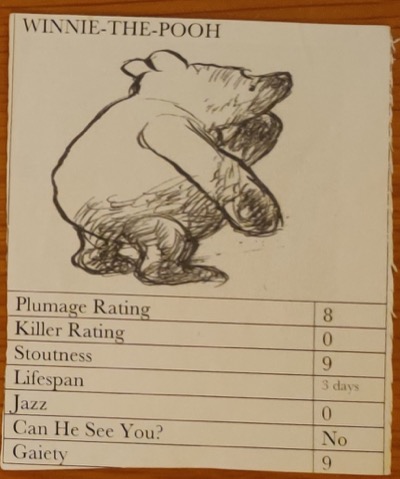 WINNIE-THE-POOH
Plumage Rating 8
Killer Rating 0
Stoutness 9
Lifespan 3 days
Jazz 0
Can He See You? No
Gaiety 9